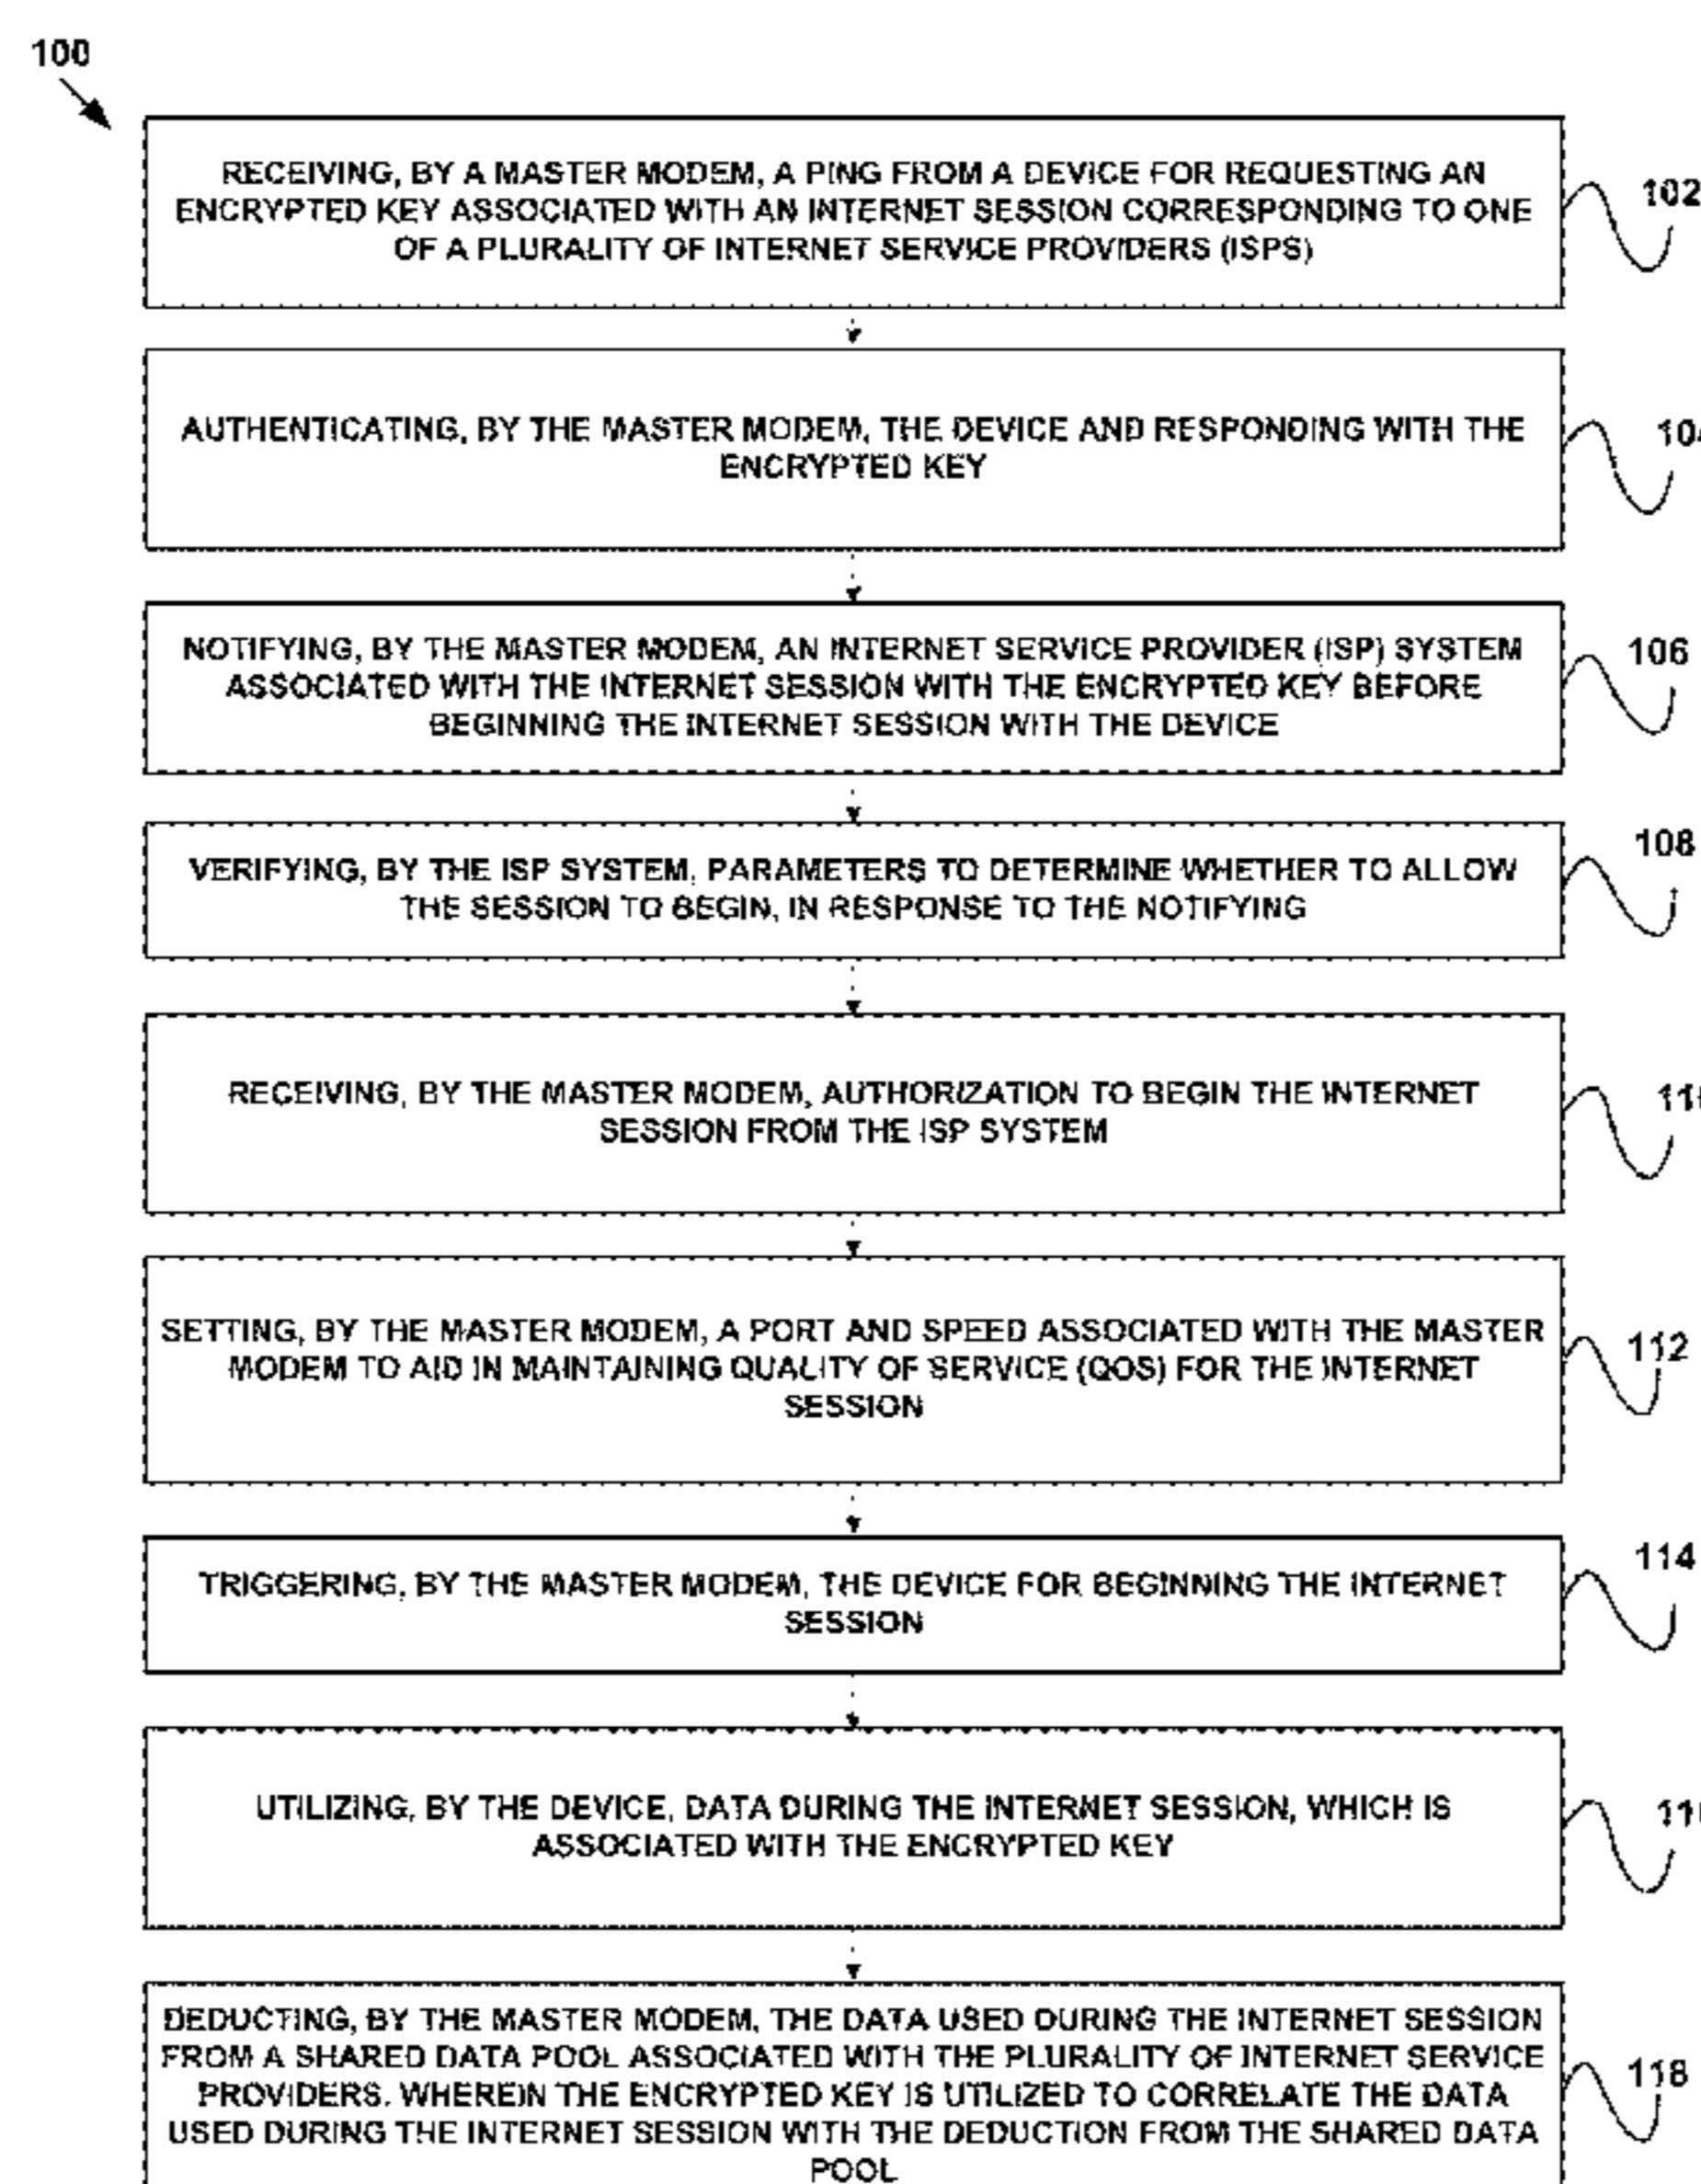 100
RECEIVING, BY A MASTER MODEM, A PING FROM A DEVICE FOR REQUESTING AN
ENCRYPTED KEY ASSOCIATED WITH AN INTERNET SESSION CORRESPONDING TO ONE
OF A PLURALITY OF INTERNET SERVICE PROVIDERS (ISPS)
102
AUTHENTICATING, BY THE MASTER MODEM, THE DEVICE AND RESPONDING WITH THE
ENCRYPTED KEY
104
NOTIFYING, BY THE MASTER MODEM, AN INTERNET SERVICE PROVIDER (ISP) SYSTEM
ASSOCIATED WITH THE INTERNET SESSION WITH THE ENCRYPTED KEY BEFORE
BEGINNING THE INTERNET SESSION WITH THE DEVICE
106
VERIFYING, BY THE ISP SYSTEM, PARAMETERS TO DETERMINE WHETHER TO ALLOW
THE SESSION TO BEGIN, IN RESPONSE TO THE NOTIFYING
108
RECEIVING, BY THE MASTER MODEM, AUTHORIZATION TO BEGIN THE INTERNET
SESSION FROM THE ISP SYSTEM
SETTING, BY THE MASTER MODEM, A PORT AND SPEED ASSOCIATED WITH THE MASTER
MODEM TO AID IN MAINTAINING QUALITY OF SERVICE (QOS) FOR THE INTERNET
SESSION
112
TRIGGERING, BY THE MASTER MODEM, THE DEVICE FOR BEGINNING THE INTERNET
SESSION
114
UTILIZING, BY THE DEVICE, DATA DURING THE INTERNET SESSION, WHICH IS
ASSOCIATED WITH THE ENCRYPTED KEY
DEDUCTING, BY THE MASTER MODEM, THE DATA USED DURING THE INTERNET SESSION
FROM A SHARED DATA POOL ASSOCIATED WITH THE PLURALITY OF INTERNET SERVICE
PROVIDERS, WHEREIN THE ENCRYPTED KEY IS UTILIZED TO CORRELATE THE DATA
USED DURING THE INTERNET SESSION WITH THE DEDUCTION FROM THE SHARED DATA
POOL
118